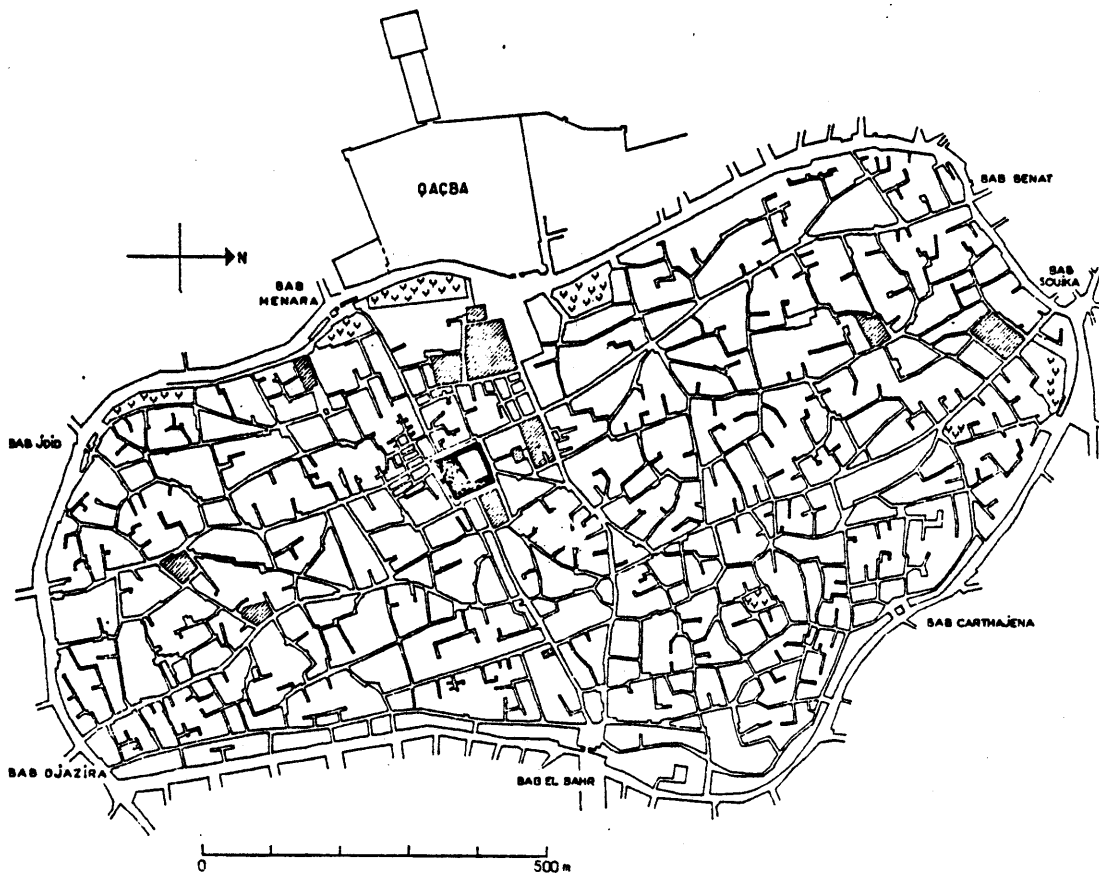 QAÇBA
BAB BENAT
N
BAB
SOUIKA
BAB
MENARA
BAB JDID
BAB CARTHAJENA
BAB DJAZIRA
BAB EL BAHR
0
500 m